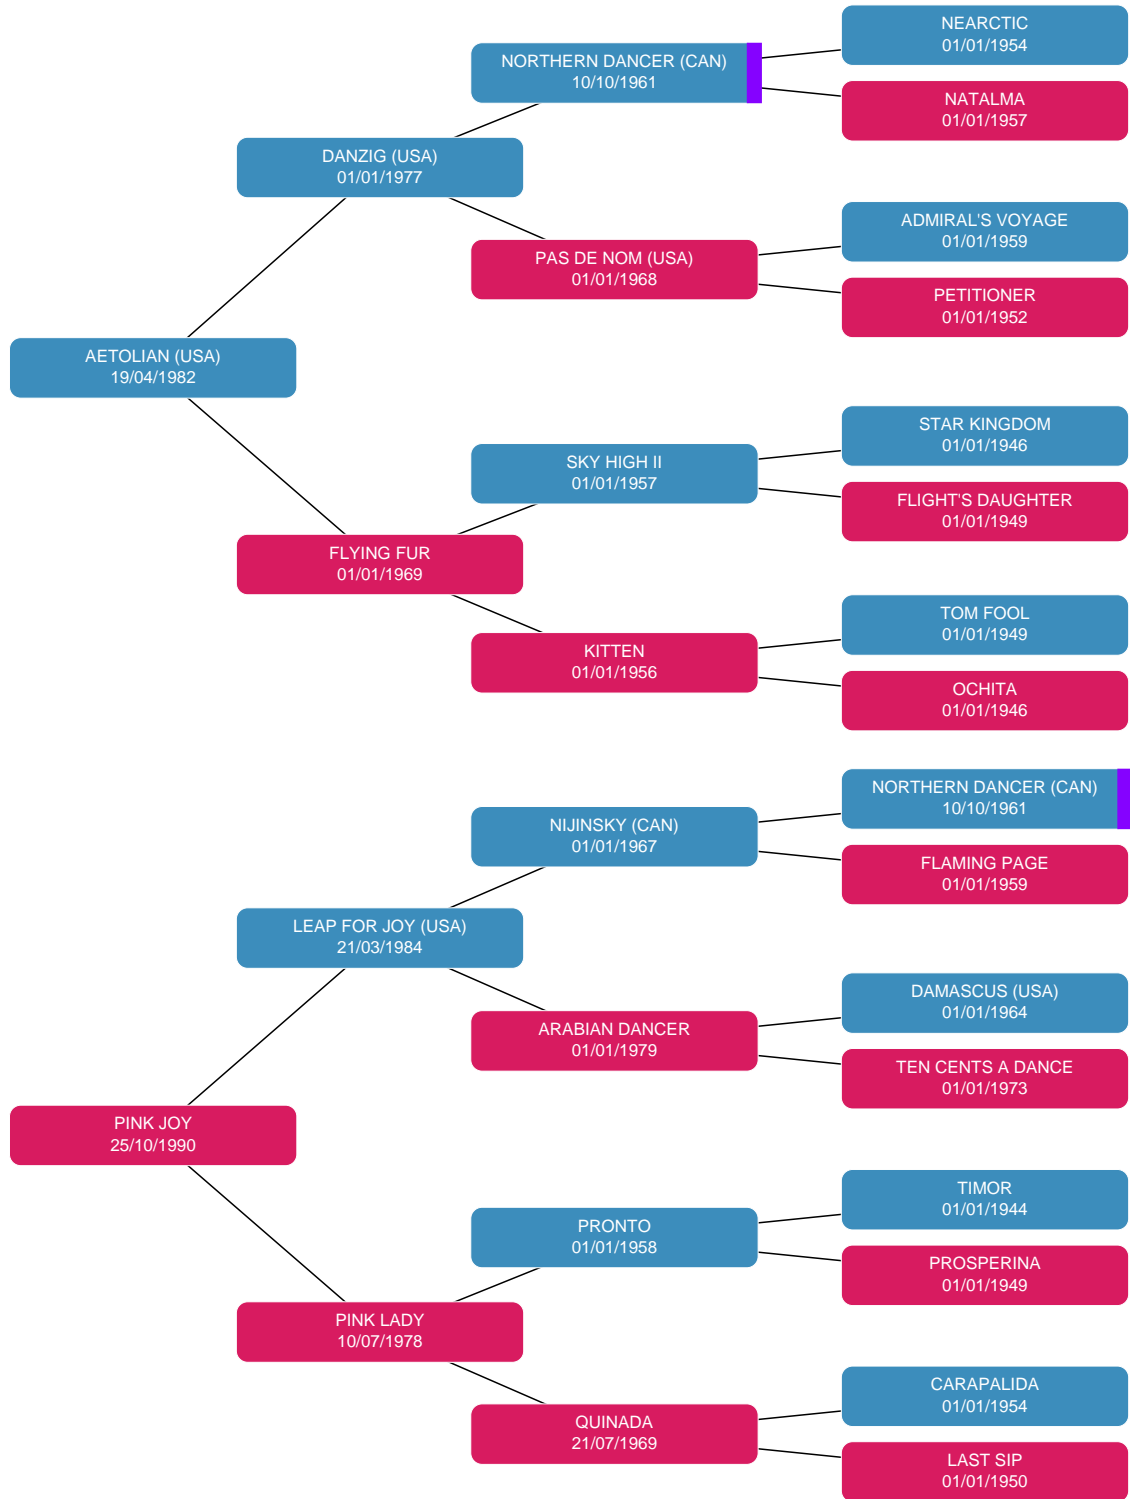 NEARCTIC
01/01/1954
NORTHERN DANCER (CAN)
10/10/1961
NATALMA
01/01/1957
DANZIG (USA)
01/01/1977
ADMIRAL'S VOYAGE
01/01/1959
PAS DE NOM (USA)
01/01/1968
PETITIONER
01/01/1952
AETOLIAN (USA)
19/04/1982
STAR KINGDOM
01/01/1946
SKY HIGH II
01/01/1957
FLIGHT'S DAUGHTER
01/01/1949
FLYING FUR
01/01/1969
TOM FOOL
01/01/1949
KITTEN
01/01/1956
OCHITA
01/01/1946
NORTHERN DANCER (CAN)
10/10/1961
NIJINSKY (CAN)
01/01/1967
FLAMING PAGE
01/01/1959
LEAP FOR JOY (USA)
21/03/1984
DAMASCUS (USA)
01/01/1964
ARABIAN DANCER
01/01/1979
TEN CENTS A DANCE
01/01/1973
PINK JOY
25/10/1990
TIMOR
01/01/1944
PRONTO
01/01/1958
PROSPERINA
01/01/1949
PINK LADY
10/07/1978
CARAPALIDA
01/01/1954
QUINADA
21/07/1969
LAST SIP
01/01/1950